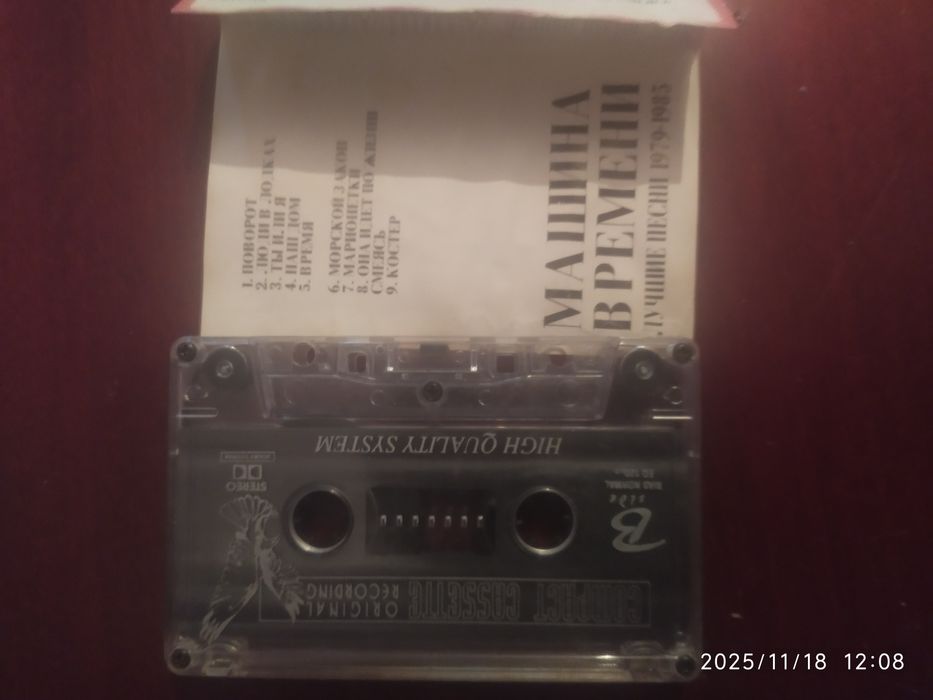 МАШИНА
ВРЕМЕНИ
ЛУЧШИЕ ПЕСНИ 1979-1985
1. ПОВОРОТ
2. ЛЮДИ В ЛОДКАХ
3. ТЫ ИЛИ Я
4. НАШ ДОМ
5. ВРЕМЯ
6. МОРСКОЙ ЗАКОН
7. МАРИОНЕТКИ
8. ОНА ИДЕТ ПО ЖИЗНИ
СМЕЯСЬ
9. КОСТЕР
HIGH QUALITY SYSTEM
STEREO
BIAS NORMAL
B
side
COMPACT CASSETTE
ORIGINAL
RECORDING
2025/11/18 12:08